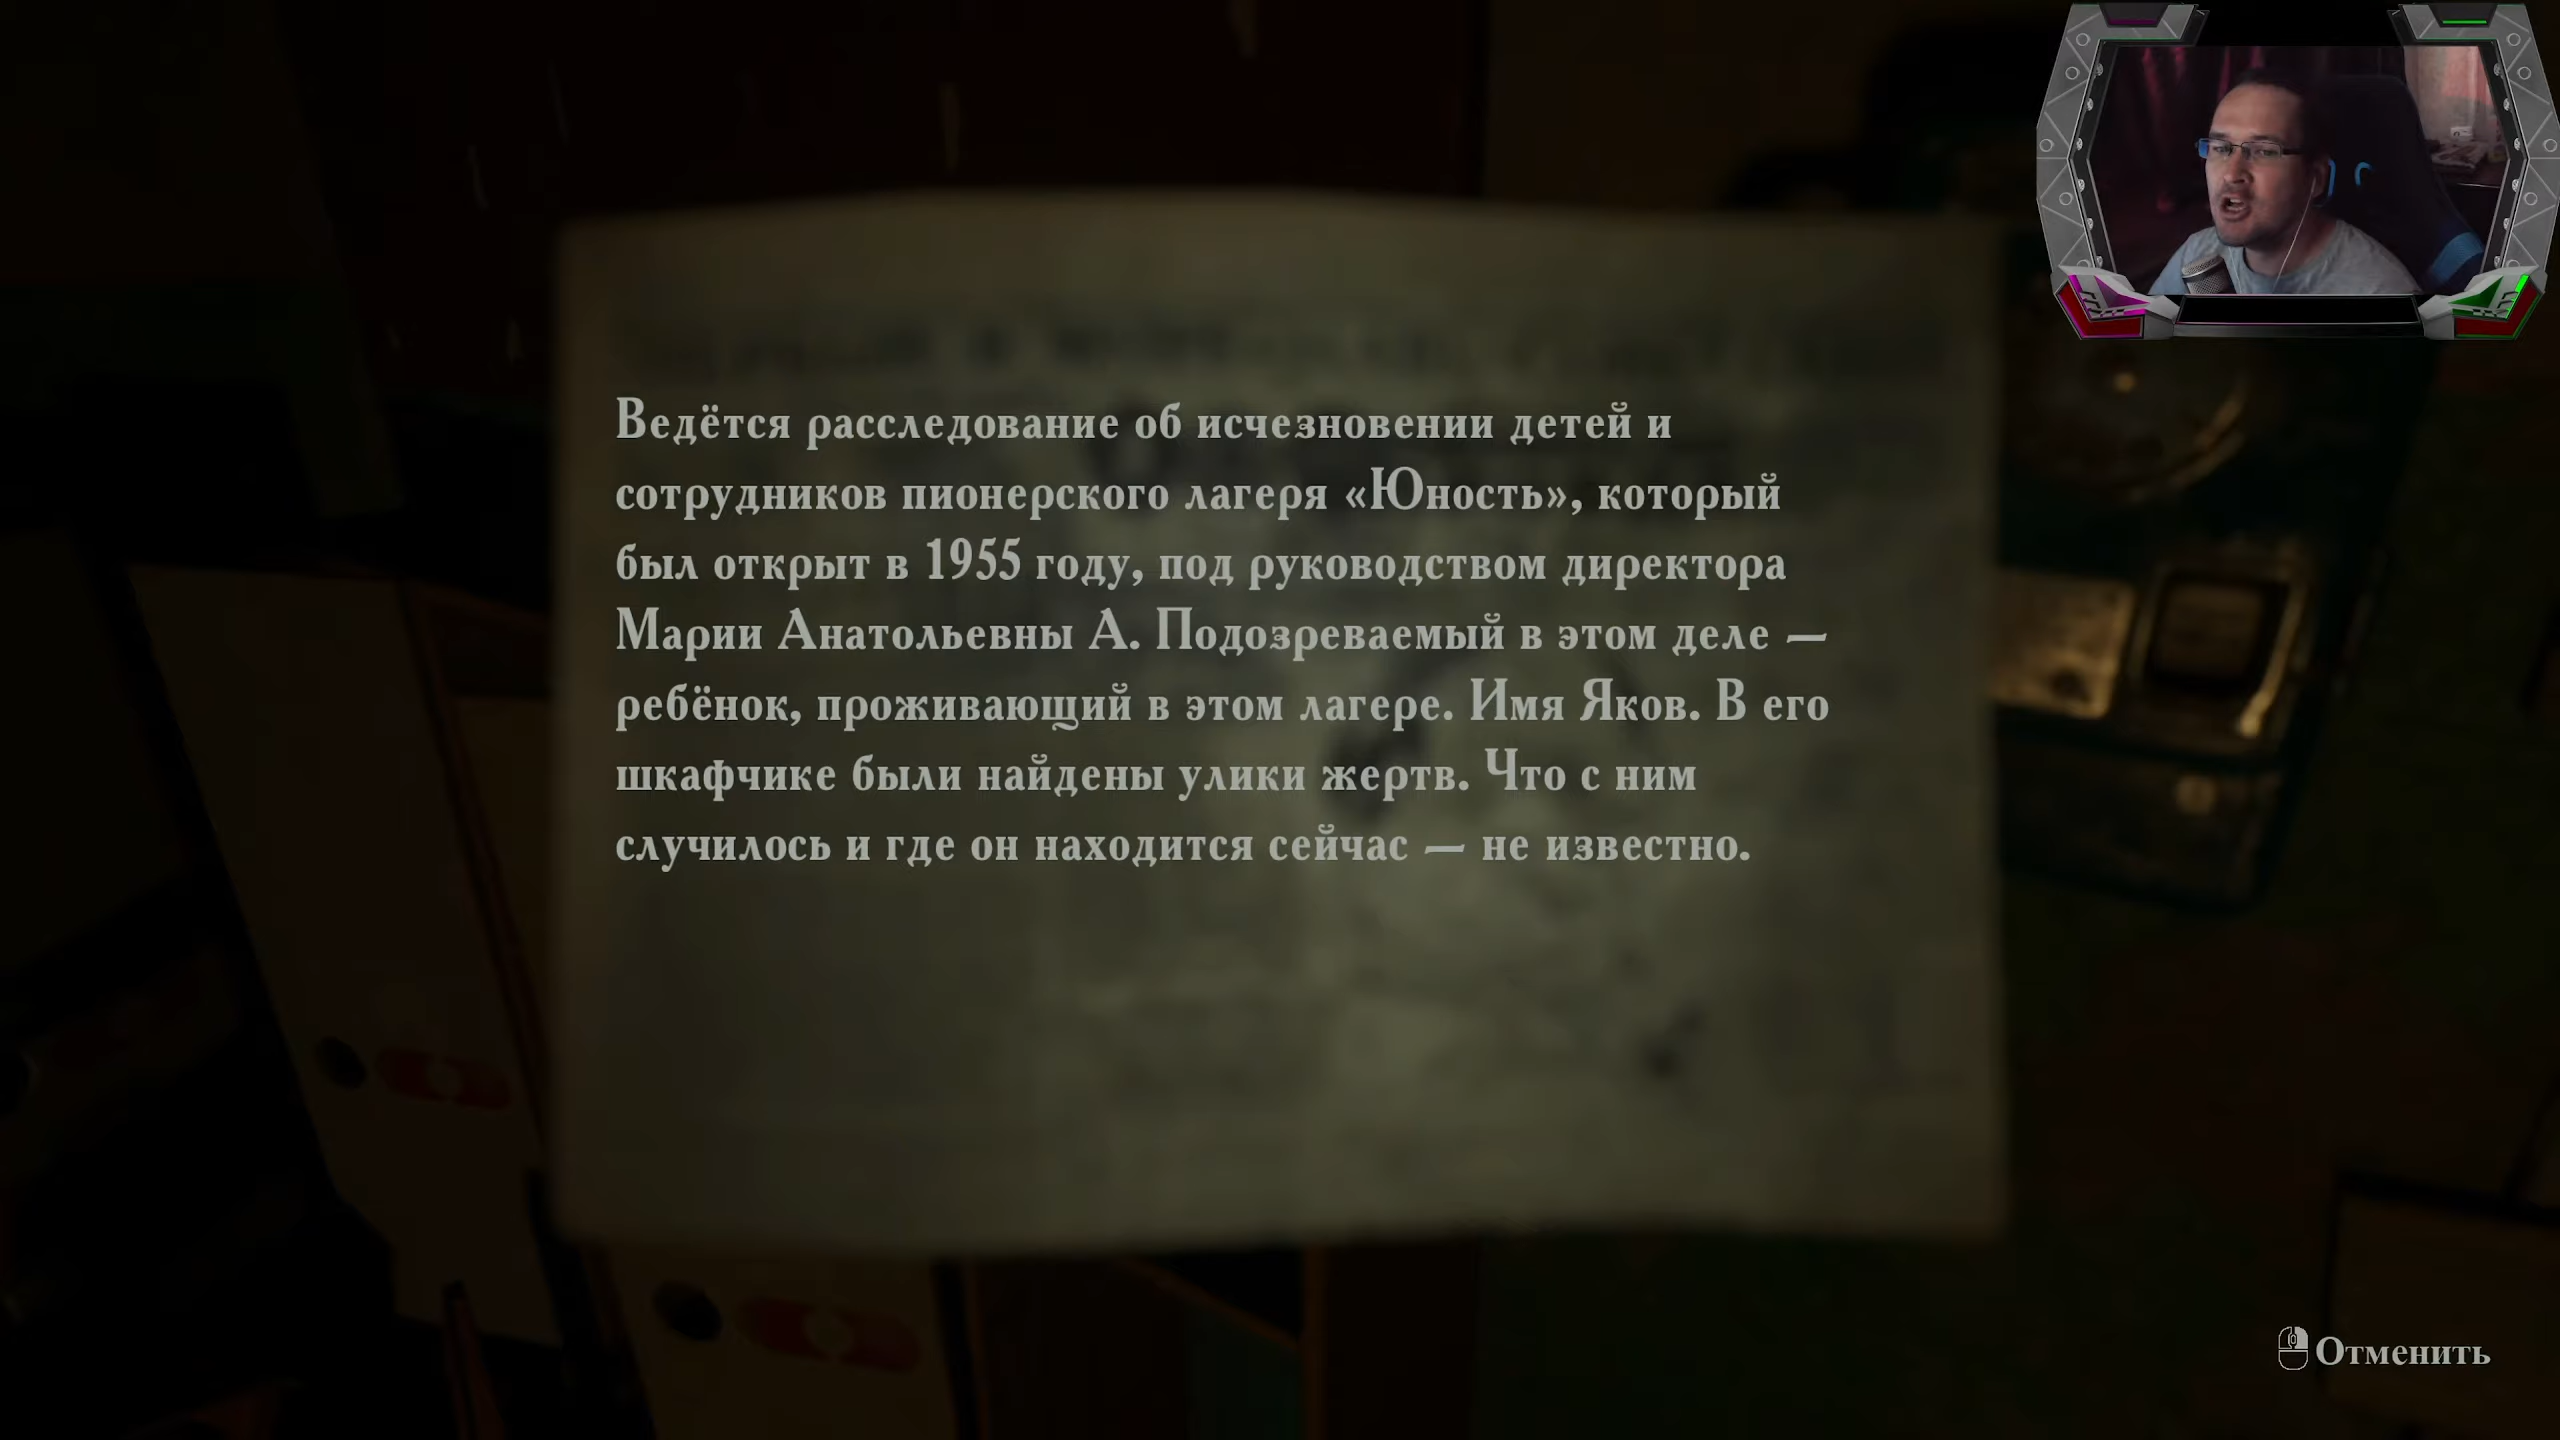 Ведётся расследование об исчезновении детей и
сотрудников пионерского лагеря «Юность», который
был открыт в 1955 году, под руководством директора
Марии Анатольевны А. Подозреваемый в этом деле —
ребёнок, проживающий в этом лагере. Имя Яков. В его
шкафчике были найдены улики жертв. Что с ним
случилось и где он находится сейчас — не известно.
Отменить